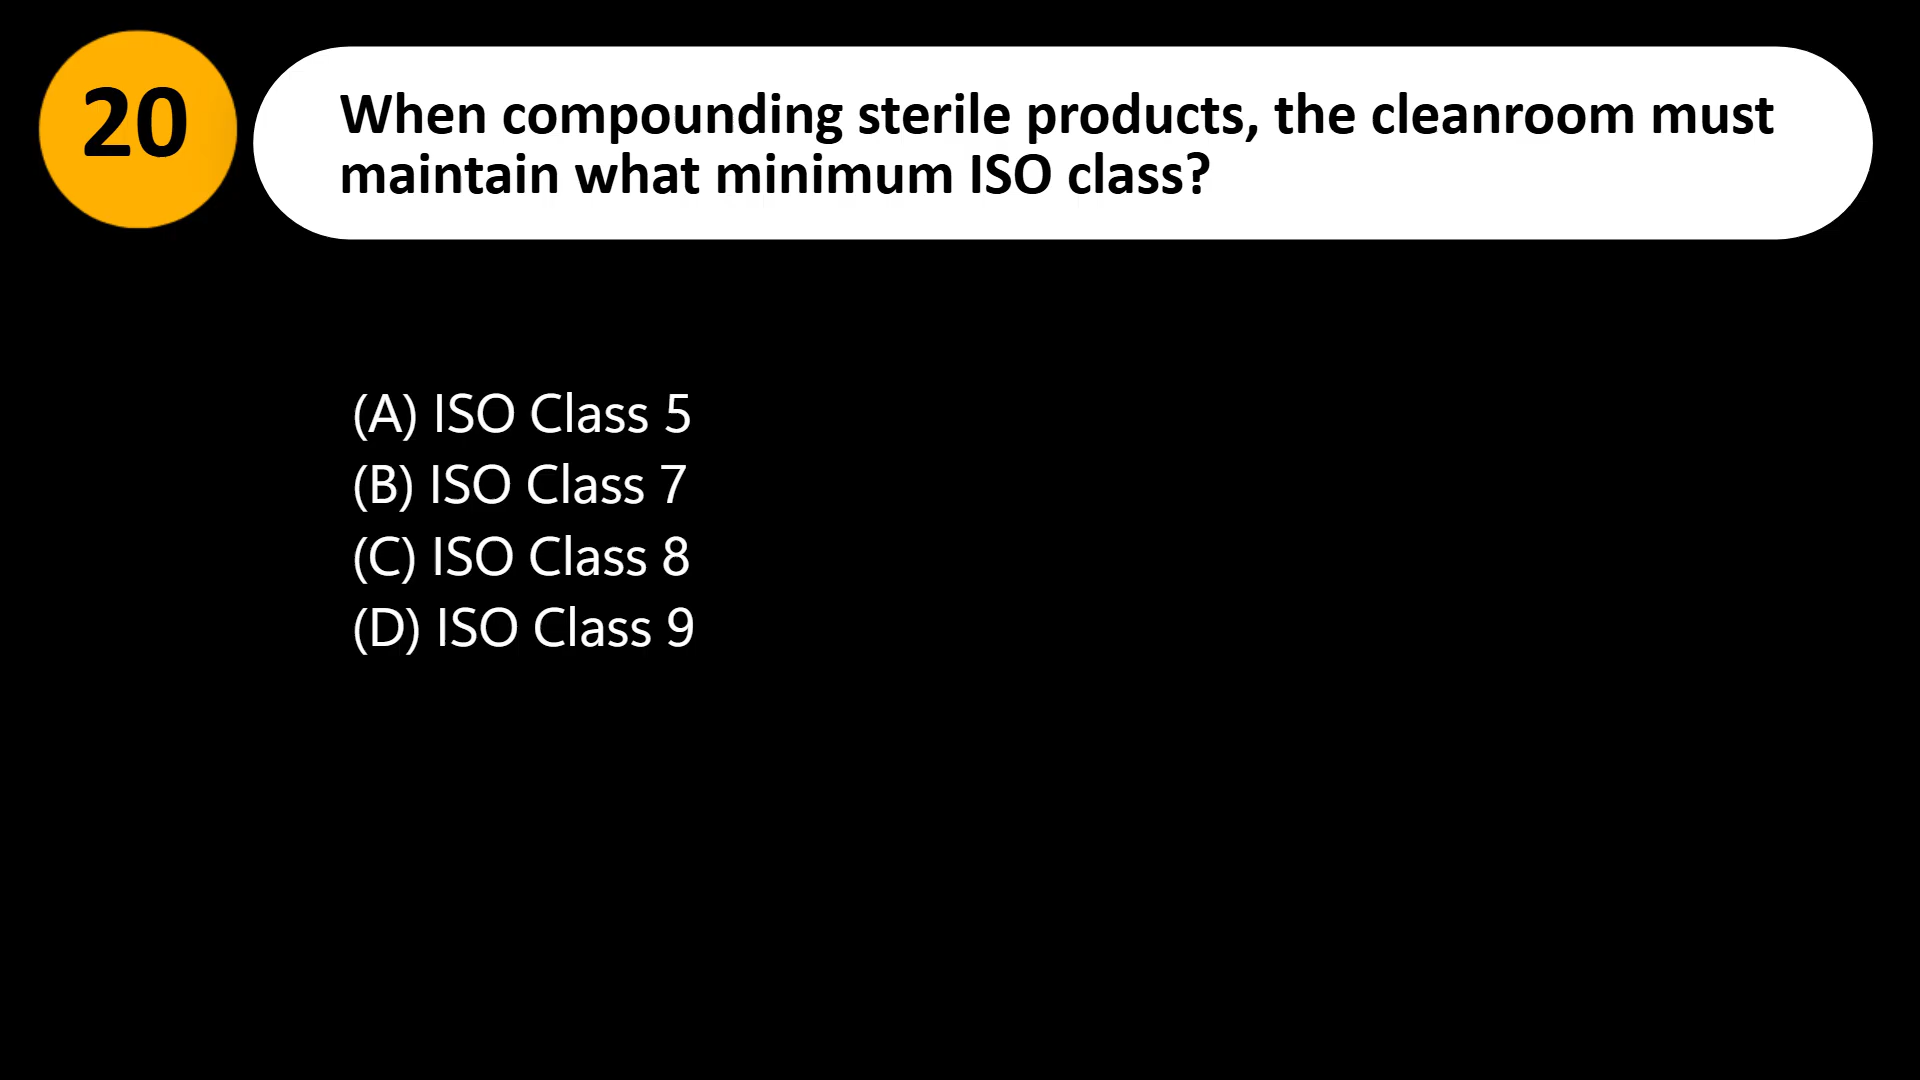 20
When compounding sterile products, the cleanroom must
maintain what minimum ISO class?
(A) ISO Class 5
(B) ISO Class 7
(C) ISO Class 8
(D) ISO Class 9